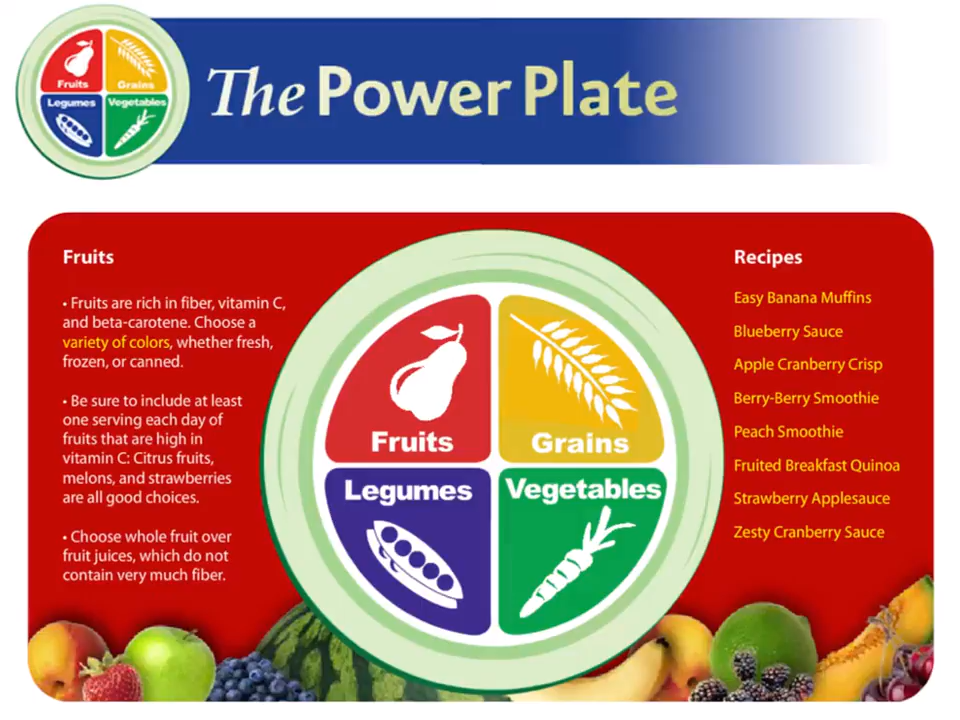 Fruits
Grains
Legumes
Vegetables
The Power Plate
Fruits
• Fruits are rich in fiber, vitamin C,
and beta-carotene. Choose a
variety of colors, whether fresh,
frozen, or canned.
• Be sure to include at least
one serving each day of
fruits that are high in
vitamin C: Citrus fruits,
melons, and strawberries
are all good choices.
• Choose whole fruit over
fruit juices, which do not
contain very much fiber.
Fruits
Grains
Legumes
Vegetables
Recipes
Easy Banana Muffins
Blueberry Sauce
Apple Cranberry Crisp
Berry-Berry Smoothie
Peach Smoothie
Fruited Breakfast Quinoa
Strawberry Applesauce
Zesty Cranberry Sauce